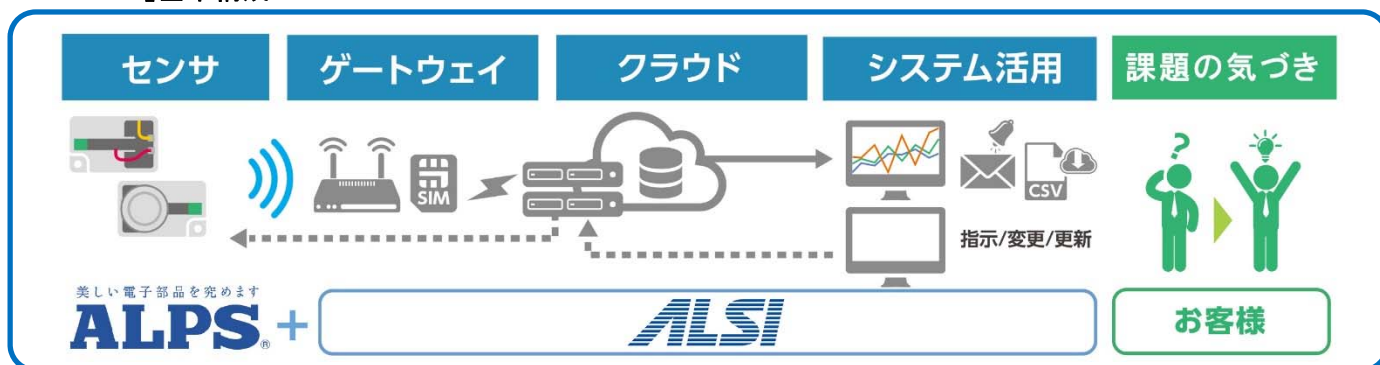 センサ
ゲートウェイ
クラウド
システム活用
課題の気づき
SIM
CSV
?
指示/変更/更新
美しい電子部品を究めます
ALPS®
+
ALSI
お客様